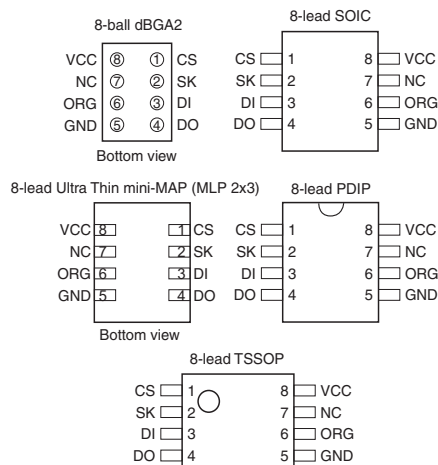 8-ball dBGA2
VCC 8 1 CS
NC 7 2 SK
ORG 6 3 DI
GND 5 4 DO
Bottom view
8-lead SOIC
CS 1 8 VCC
SK 2 7 NC
DI 3 6 ORG
DO 4 5 GND
8-lead Ultra Thin mini-MAP (MLP 2x3)
VCC 8 1 CS
NC 7 2 SK
ORG 6 3 DI
GND 5 4 DO
Bottom view
8-lead PDIP
CS 1 8 VCC
SK 2 7 NC
DI 3 6 ORG
DO 4 5 GND
8-lead TSSOP
CS 1 8 VCC
SK 2 7 NC
DI 3 6 ORG
DO 4 5 GND